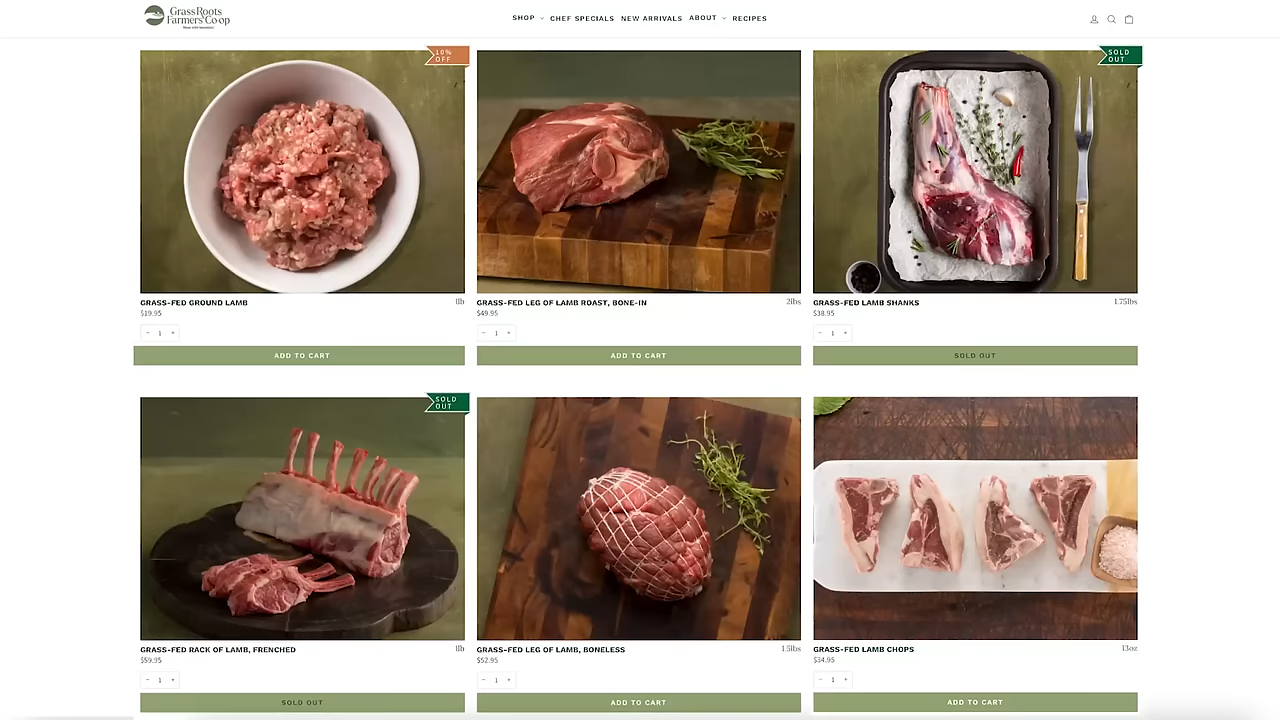 GrassRoots
Farmers' Co-op
SHOP CHEF SPECIALS NEW ARRIVALS ABOUT RECIPES
10% OFF
SOLD OUT
GRASS-FED GROUND LAMB 1lb
$19.95
− 1 +
ADD TO CART
GRASS-FED LEG OF LAMB ROAST, BONE-IN 2lbs
$49.95
− 1 +
ADD TO CART
GRASS-FED LAMB SHANKS 1.75lbs
$38.95
− 1 +
SOLD OUT
SOLD OUT
GRASS-FED RACK OF LAMB, FRENCHED 1lb
$59.95
− 1 +
SOLD OUT
GRASS-FED LEG OF LAMB, BONELESS 1.5lbs
$52.95
− 1 +
ADD TO CART
GRASS-FED LAMB CHOPS 13oz
$34.95
− 1 +
ADD TO CART